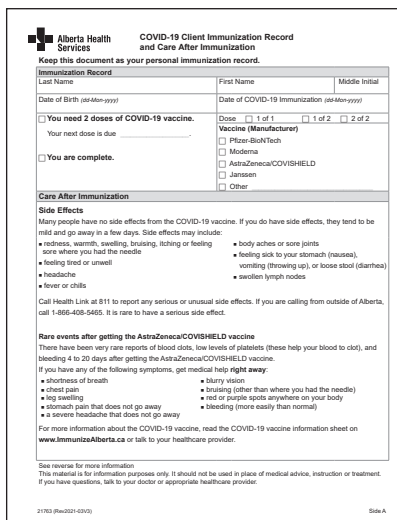 Alberta Health
Services
COVID-19 Client Immunization Record
and Care After Immunization
Keep this document as your personal immunization record.
Immunization Record
Last Name
First Name
Middle Initial
Date of Birth (dd-Mon-yyyy)
Date of COVID-19 Immunization (dd-Mon-yyyy)
You need 2 doses of COVID-19 vaccine.
Your next dose is due ____________________.
You are complete.
Dose 1 of 1 1 of 2 2 of 2
Vaccine (Manufacturer)
Pfizer-BioNTech
Moderna
AstraZeneca/COVISHIELD
Janssen
Other ______________________________
Care After Immunization
Side Effects
Many people have no side effects from the COVID-19 vaccine. If you do have side effects, they tend to be
mild and go away in a few days. Side effects may include:
▪ redness, warmth, swelling, bruising, itching or feeling
sore where you had the needle
▪ feeling tired or unwell
▪ headache
▪ fever or chills
▪ body aches or sore joints
▪ feeling sick to your stomach (nausea),
vomiting (throwing up), or loose stool (diarrhea)
▪ swollen lymph nodes
Call Health Link at 811 to report any serious or unusual side effects. If you are calling from outside of Alberta,
call 1-866-408-5465. It is rare to have a serious side effect.
Rare events after getting the AstraZeneca/COVISHIELD vaccine
There have been very rare reports of blood clots, low levels of platelets (these help your blood to clot), and
bleeding 4 to 20 days after getting the AstraZeneca/COVISHIELD vaccine.
If you have any of the following symptoms, get medical help right away:
▪ shortness of breath
▪ chest pain
▪ leg swelling
▪ stomach pain that does not go away
▪ a severe headache that does not go away
▪ blurry vision
▪ bruising (other than where you had the needle)
▪ red or purple spots anywhere on your body
▪ bleeding (more easily than normal)
For more information about the COVID-19 vaccine, read the COVID-19 vaccine information sheet on
www.ImmunizeAlberta.ca or talk to your healthcare provider.
See reverse for more information
This material is for information purposes only. It should not be used in place of medical advice, instruction or treatment.
If you have questions, talk to your doctor or appropriate healthcare provider.
21763 (Rev2021-03V3)
Side A